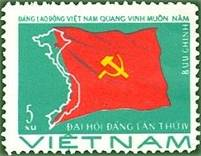 ĐẢNG LAO ĐỘNG VIỆT NAM QUANG VINH MUÔN NĂM
BƯU CHÍNH
5
XU
ĐẠI HỘI ĐẢNG LẦN THỨ IV
VIETNAM